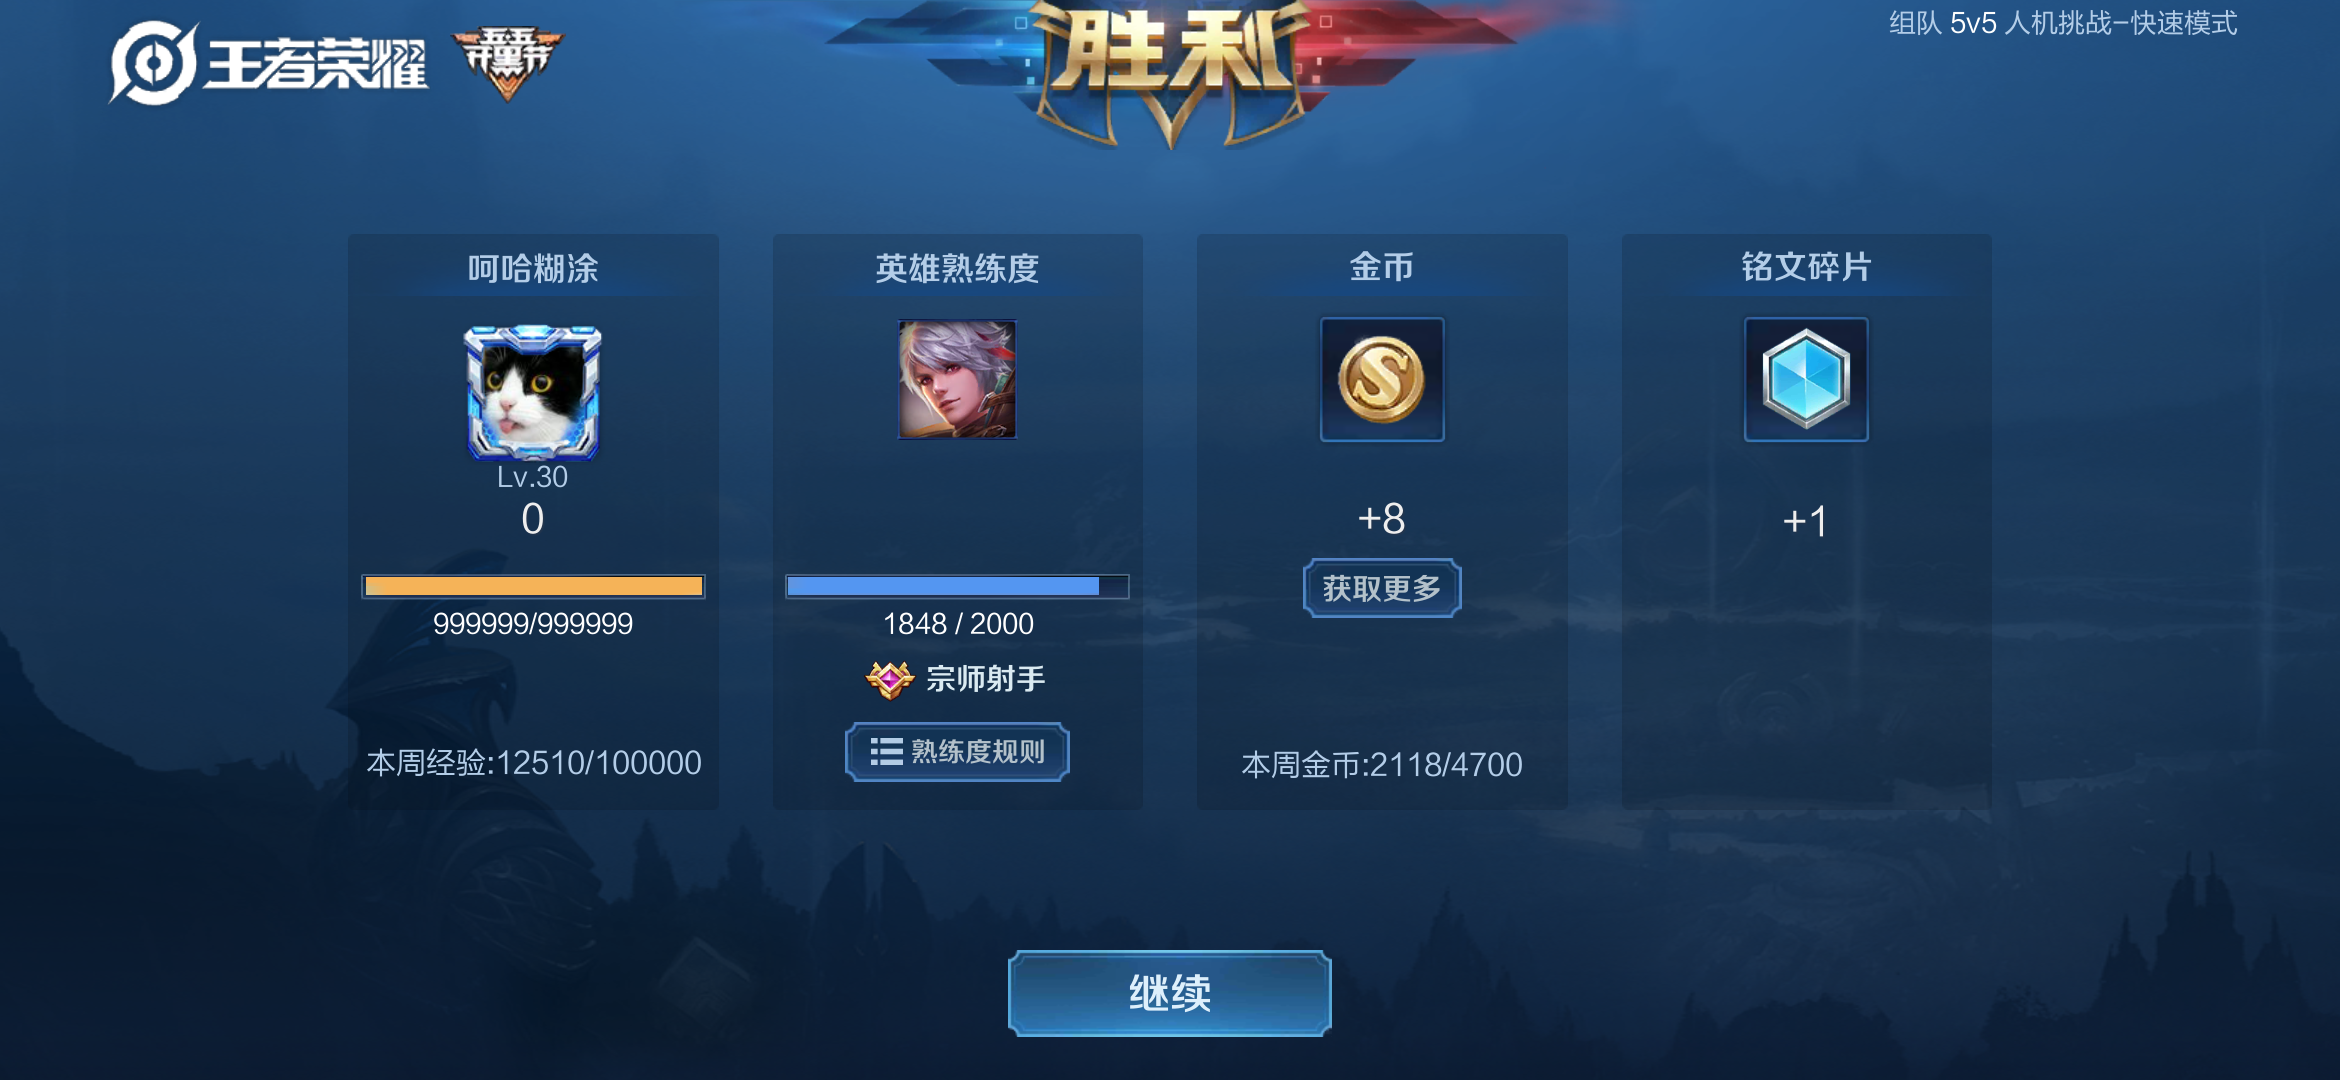 王者荣耀
五五
开黑节
胜利
组队 5v5 人机挑战-快速模式
呵哈糊涂
Lv.30
0
999999/999999
本周经验:12510/100000
英雄熟练度
1848 / 2000
宗师射手
熟练度规则
金币
+8
获取更多
本周金币:2118/4700
铭文碎片
+1
继续